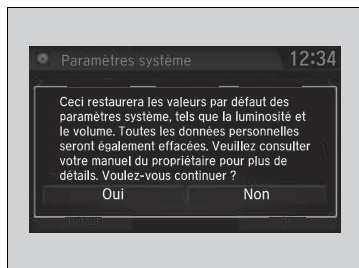 Paramètres système 12:34
Ceci restaurera les valeurs par défaut des
paramètres système, tels que la luminosité et
le volume. Toutes les données personnelles
seront également effacées. Veuillez consulter
votre manuel du propriétaire pour plus de
détails. Voulez-vous continuer ?
Oui Non
Défaut OK